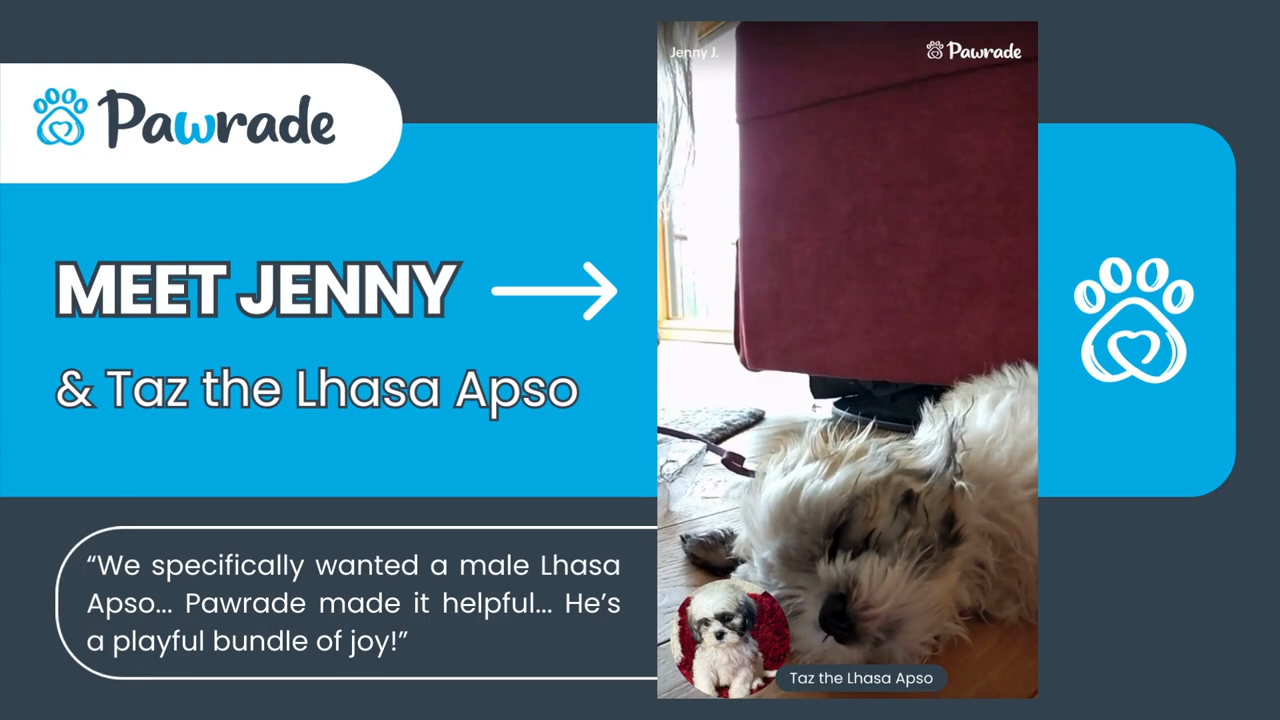 Pawrade
MEET JENNY
& Taz the Lhasa Apso
“We specifically wanted a male Lhasa
Apso... Pawrade made it helpful... He’s
a playful bundle of joy!”
Jenny J.
Pawrade
Taz the Lhasa Apso